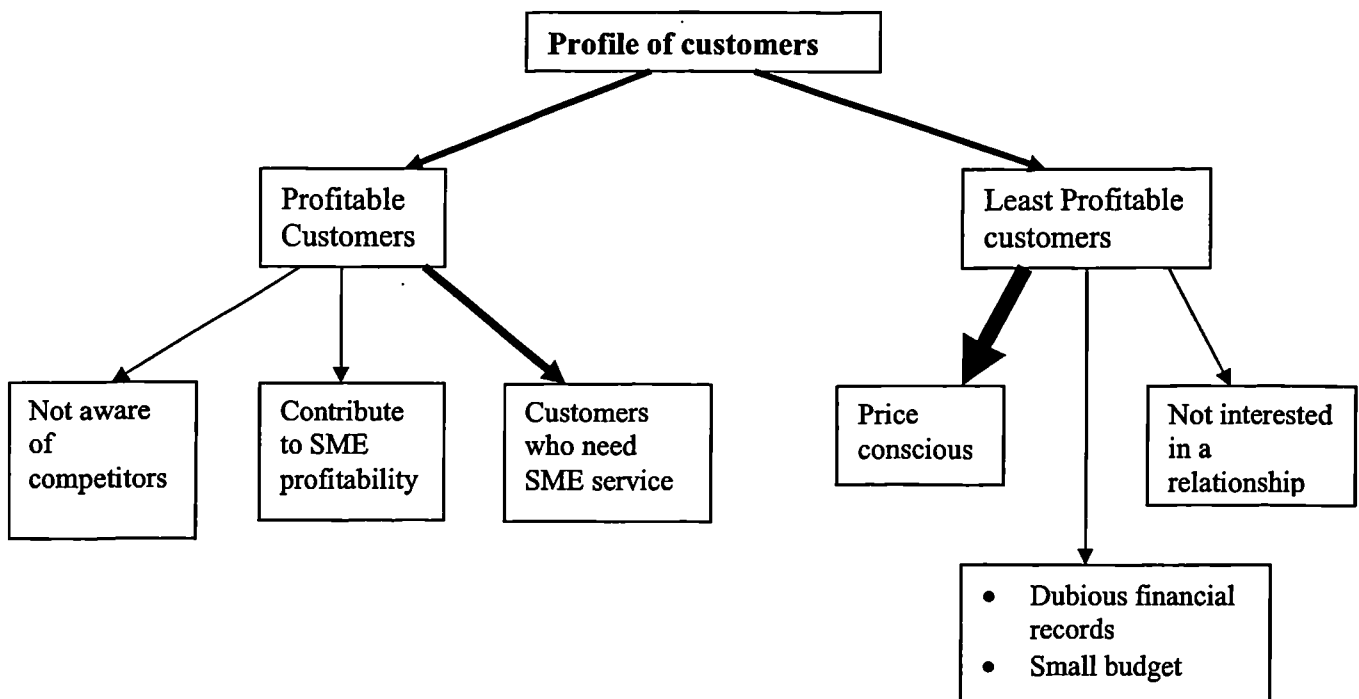 Profile of customers
Profitable
Customers
Least Profitable
customers
Not aware
of
competitors
Contribute
to SME
profitability
Customers
who need
SME service
Price
conscious
Not interested
in a
relationship
• Dubious financial
records
• Small budget